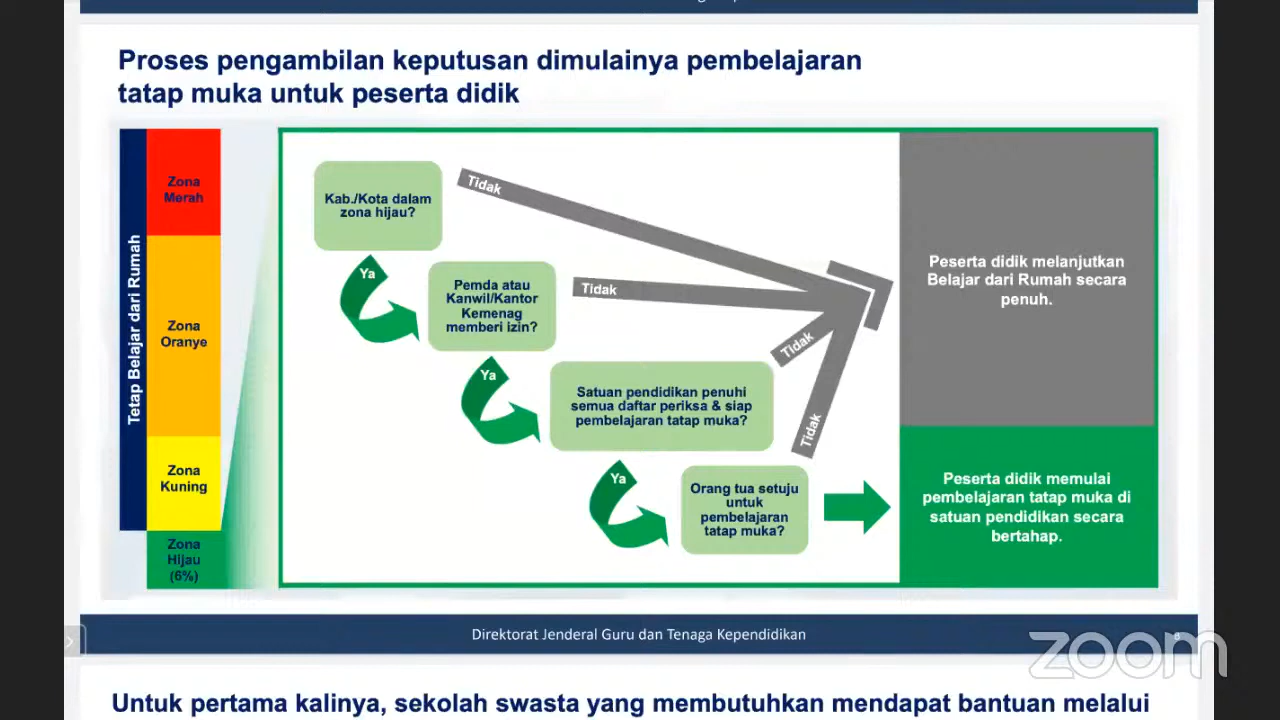 Proses pengambilan keputusan dimulainya pembelajaran
tatap muka untuk peserta didik
Tetap Belajar dari Rumah
Zona
Merah
Zona
Oranye
Zona
Kuning
Zona
Hijau
(6%)
Kab./Kota dalam
zona hijau?
Tidak
Ya
Pemda atau
Kanwil/Kantor
Kemenag
memberi izin?
Tidak
Ya
Satuan pendidikan penuhi
semua daftar periksa & siap
pembelajaran tatap muka?
Tidak
Ya
Orang tua setuju
untuk
pembelajaran
tatap muka?
Tidak
Peserta didik melanjutkan
Belajar dari Rumah secara
penuh.
Peserta didik memulai
pembelajaran tatap muka di
satuan pendidikan secara
bertahap.
Direktorat Jenderal Guru dan Tenaga Kependidikan
8
zoom
Untuk pertama kalinya, sekolah swasta yang membutuhkan mendapat bantuan melalui